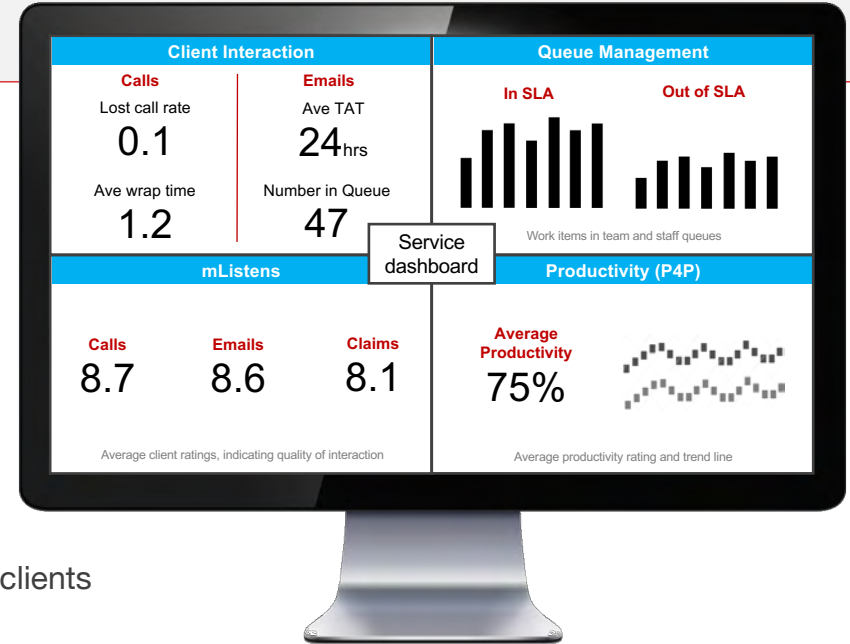 Client Interaction
Calls
Lost call rate
0.1
Ave wrap time
1.2
Emails
Ave TAT
24hrs
Number in Queue
47
Queue Management
In SLA
Out of SLA
Work items in team and staff queues
Service
dashboard
mListens
Calls
8.7
Emails
8.6
Claims
8.1
Average client ratings, indicating quality of interaction
Productivity (P4P)
Average
Productivity
75%
Average productivity rating and trend line
clients